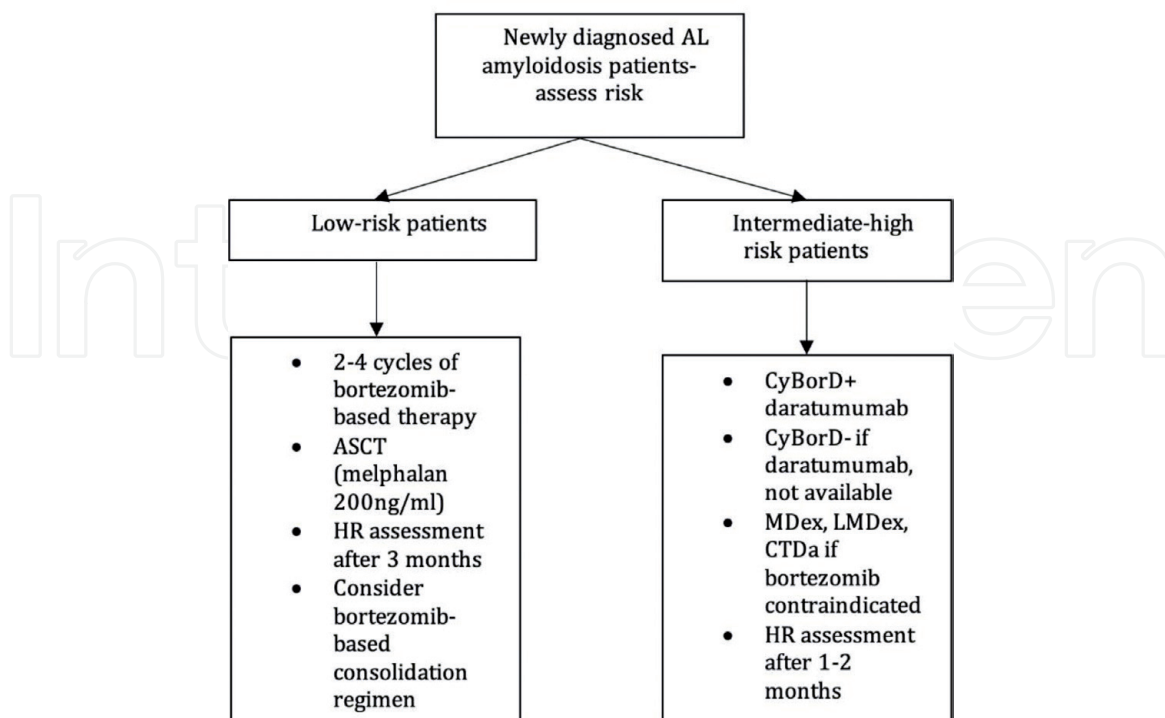 Newly diagnosed AL
amyloidosis patients-
assess risk
Low-risk patients
Intermediate-high
risk patients
• 2-4 cycles of
bortezomib-
based therapy
• ASCT
(melphalan
200ng/ml)
• HR assessment
after 3 months
• Consider
bortezomib-
based
consolidation
regimen
• CyBorD+
daratumumab
• CyBorD- if
daratumumab,
not available
• MDex, LMDex,
CTDa if
bortezomib
contraindicated
• HR assessment
after 1-2
months
Int
en